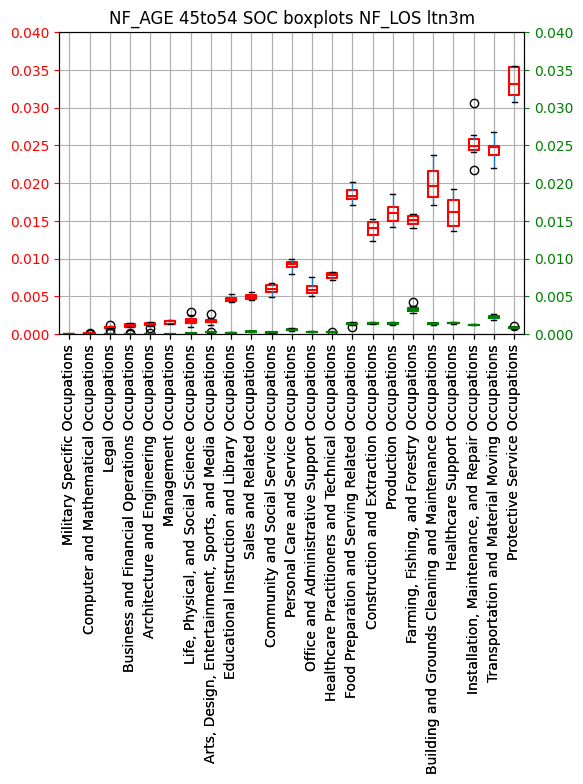 NF_AGE 45to54 SOC boxplots NF_LOS ltn3m
0.040 0.040
0.035 0.035
0.030 0.030
0.025 0.025
0.020 0.020
0.015 0.015
0.010 0.010
0.005 0.005
0.000 0.000
Military Specific Occupations
Computer and Mathematical Occupations
Legal Occupations
Business and Financial Operations Occupations
Architecture and Engineering Occupations
Management Occupations
Life, Physical, and Social Science Occupations
Arts, Design, Entertainment, Sports, and Media Occupations
Educational Instruction and Library Occupations
Sales and Related Occupations
Community and Social Service Occupations
Personal Care and Service Occupations
Office and Administrative Support Occupations
Healthcare Practitioners and Technical Occupations
Food Preparation and Serving Related Occupations
Construction and Extraction Occupations
Production Occupations
Farming, Fishing, and Forestry Occupations
Building and Grounds Cleaning and Maintenance Occupations
Healthcare Support Occupations
Installation, Maintenance, and Repair Occupations
Transportation and Material Moving Occupations
Protective Service Occupations